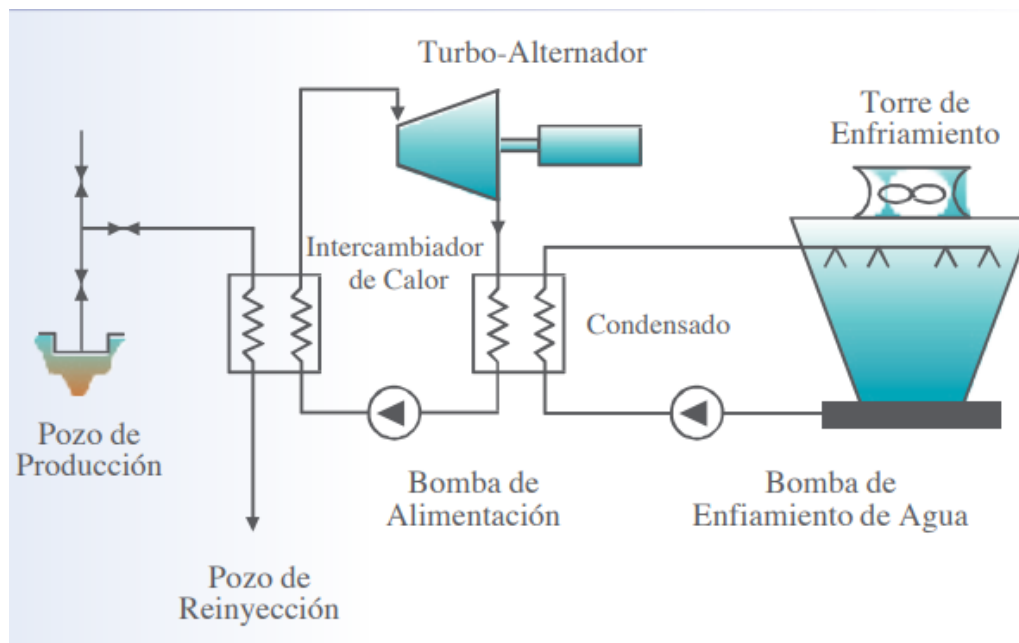 Turbo-Alternador
Torre de
Enfriamiento
Intercambiador
de Calor
Condensado
Pozo de
Producción
Bomba de
Alimentación
Bomba de
Enfiamiento de Agua
Pozo de
Reinyección